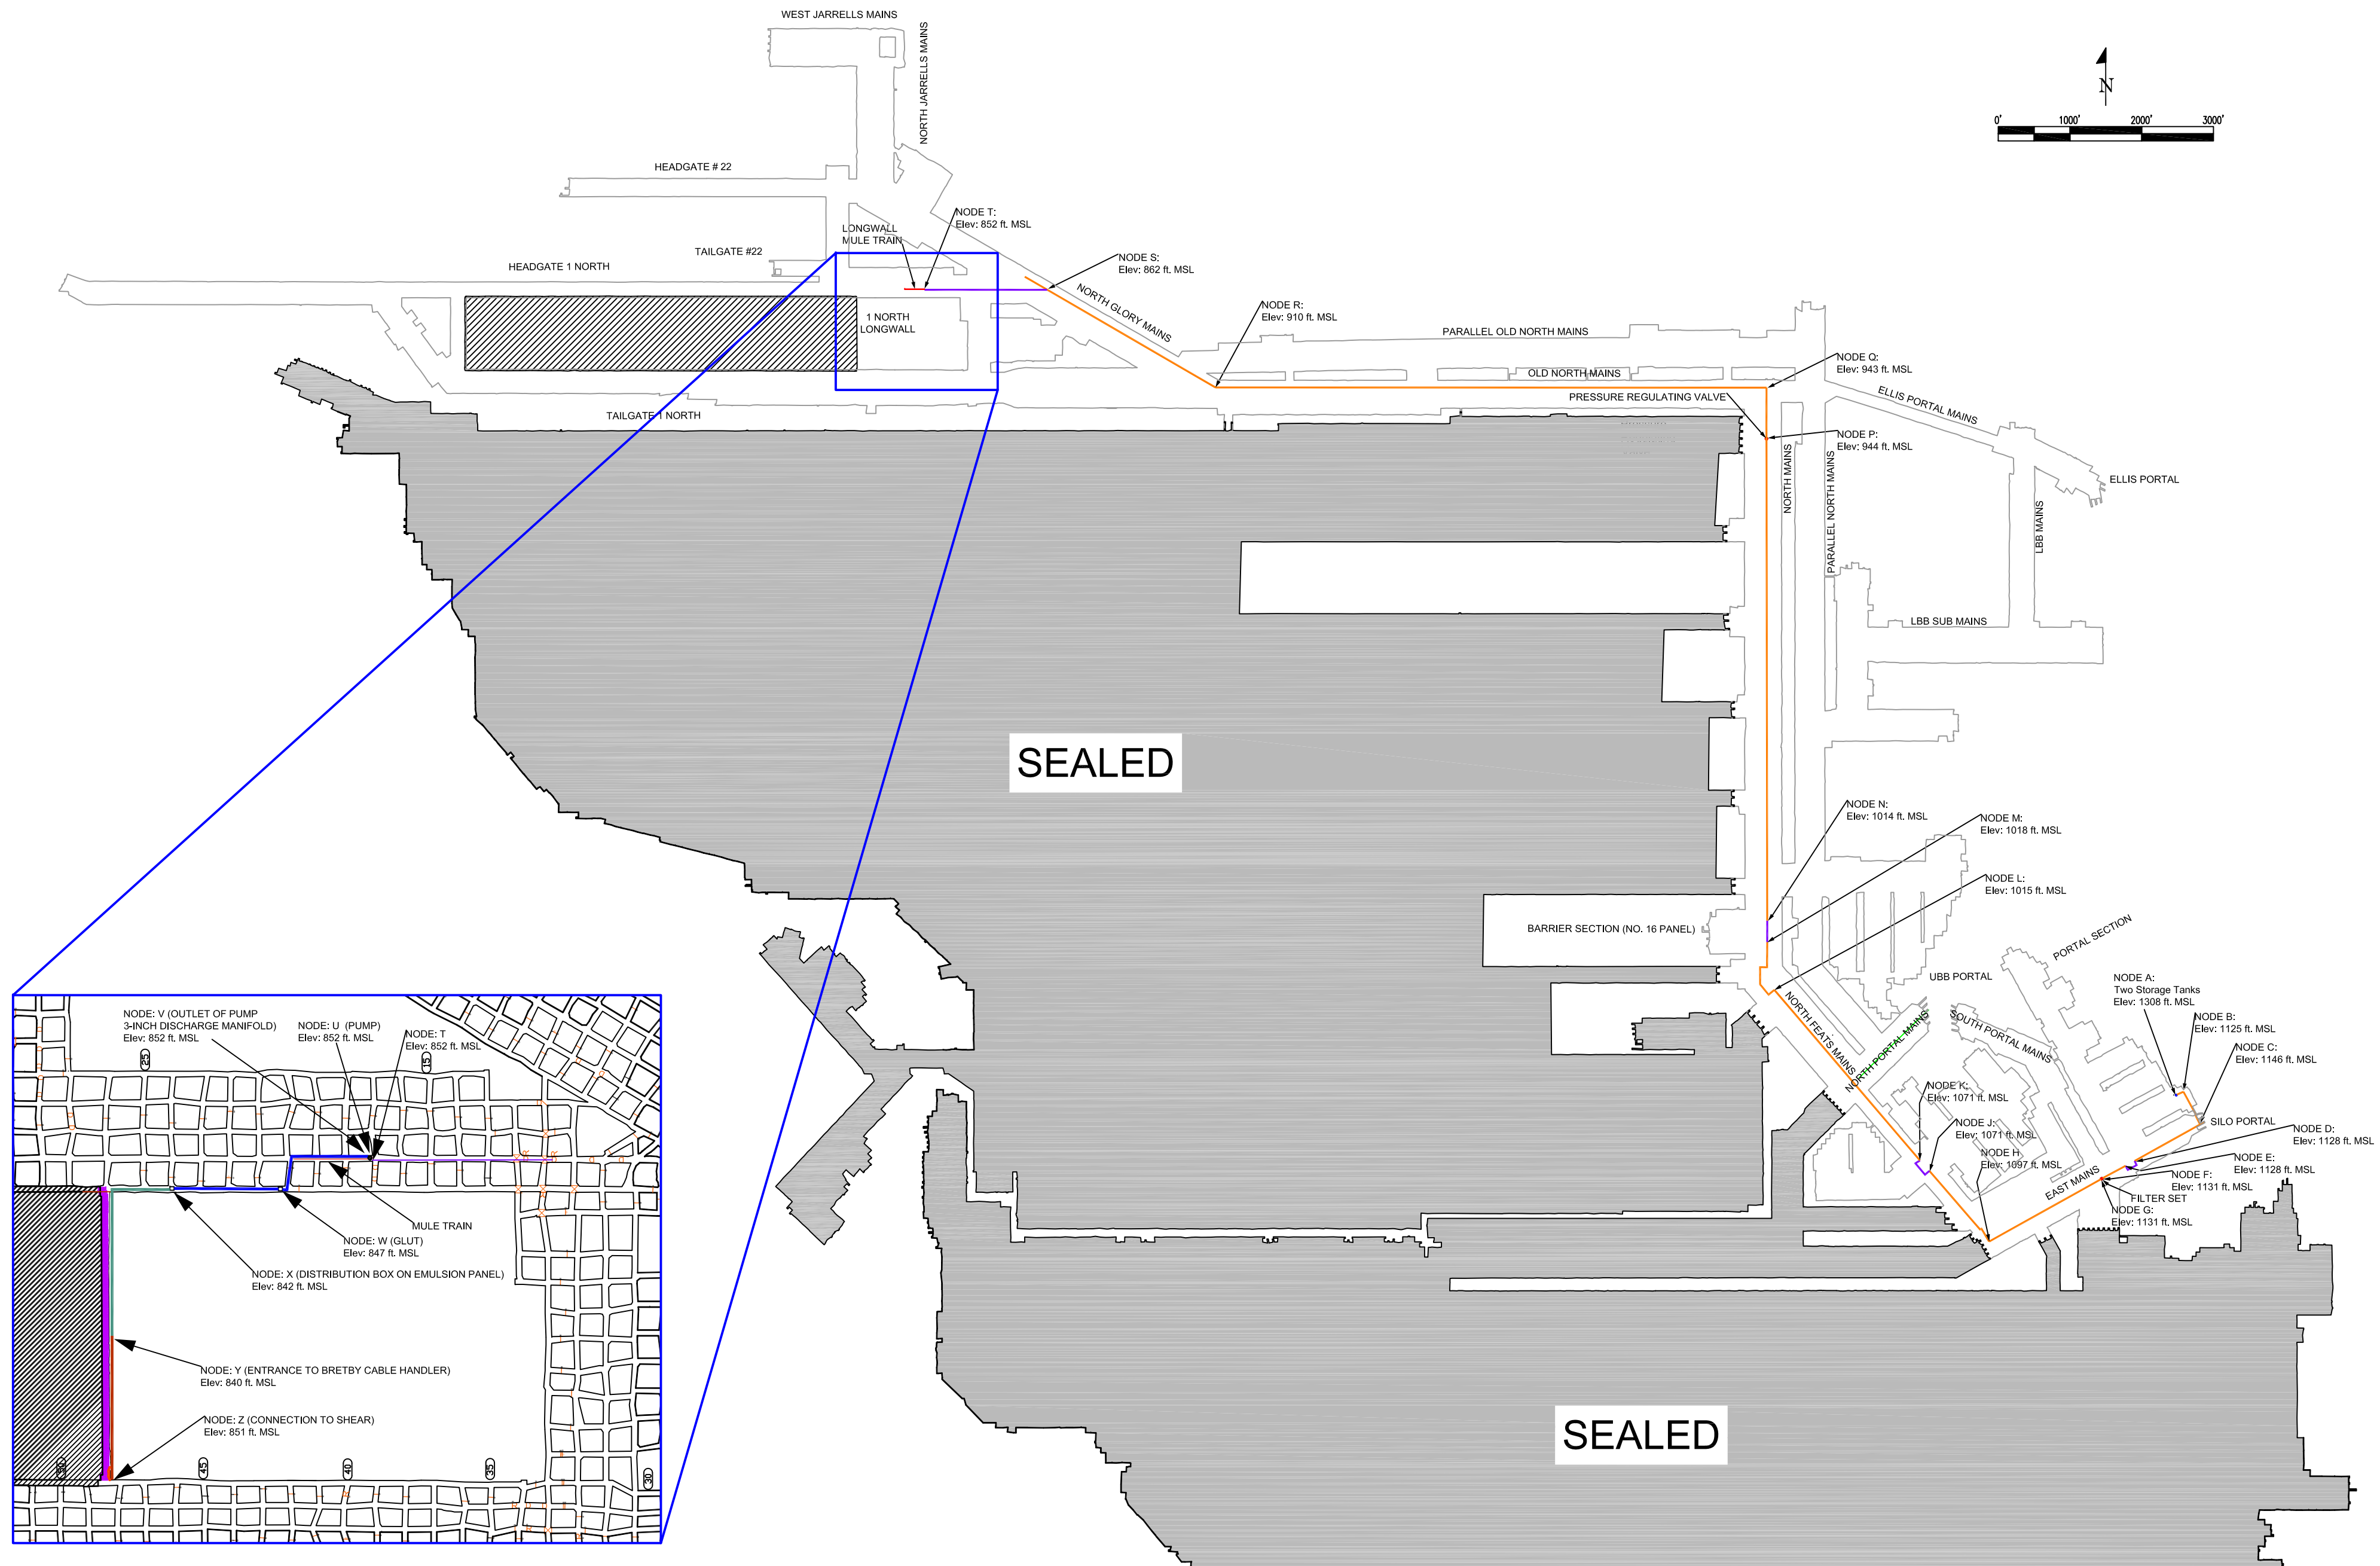 WEST JARRELLS MAINS
NORTH JARRELLS MAINS
N
0' 1000' 2000' 3000'
HEADGATE # 22
NODE T:
Elev: 852 ft. MSL
LONGWALL
MULE TRAIN
TAILGATE #22
HEADGATE 1 NORTH
NODE S:
Elev: 862 ft. MSL
NORTH GLORY MAINS
NODE R:
Elev: 910 ft. MSL
1 NORTH
LONGWALL
PARALLEL OLD NORTH MAINS
NODE Q:
Elev: 943 ft. MSL
OLD NORTH MAINS
PRESSURE REGULATING VALVE
ELLIS PORTAL MAINS
TAILGATE 1 NORTH
NODE P:
Elev: 944 ft. MSL
NORTH MAINS
PARALLEL NORTH MAINS
ELLIS PORTAL
LBB MAINS
LBB SUB MAINS
SEALED
NODE N:
Elev: 1014 ft. MSL
NODE M:
Elev: 1018 ft. MSL
NODE L:
Elev: 1015 ft. MSL
BARRIER SECTION (NO. 16 PANEL)
PORTAL SECTION
UBB PORTAL
NODE A:
Two Storage Tanks
Elev: 1308 ft. MSL
NODE B:
Elev: 1125 ft. MSL
NODE C:
Elev: 1146 ft. MSL
NORTH FEATS MAINS
NORTH PORTAL MAINS
SOUTH PORTAL MAINS
NODE K:
Elev: 1071 ft. MSL
NODE J:
Elev: 1071 ft. MSL
NODE H:
Elev: 1097 ft. MSL
SILO PORTAL
NODE D:
Elev: 1128 ft. MSL
NODE E:
Elev: 1128 ft. MSL
EAST MAINS
NODE F:
Elev: 1131 ft. MSL
FILTER SET
NODE G:
Elev: 1131 ft. MSL
NODE: V (OUTLET OF PUMP
3-INCH DISCHARGE MANIFOLD)
Elev: 852 ft. MSL
NODE: U (PUMP)
Elev: 852 ft. MSL
NODE: T
Elev: 852 ft. MSL
25
15
MULE TRAIN
NODE: W (GLUT)
Elev: 847 ft. MSL
NODE: X (DISTRIBUTION BOX ON EMULSION PANEL)
Elev: 842 ft. MSL
NODE: Y (ENTRANCE TO BRETBY CABLE HANDLER)
Elev: 840 ft. MSL
NODE: Z (CONNECTION TO SHEAR)
Elev: 851 ft. MSL
45
40
35
30
SEALED